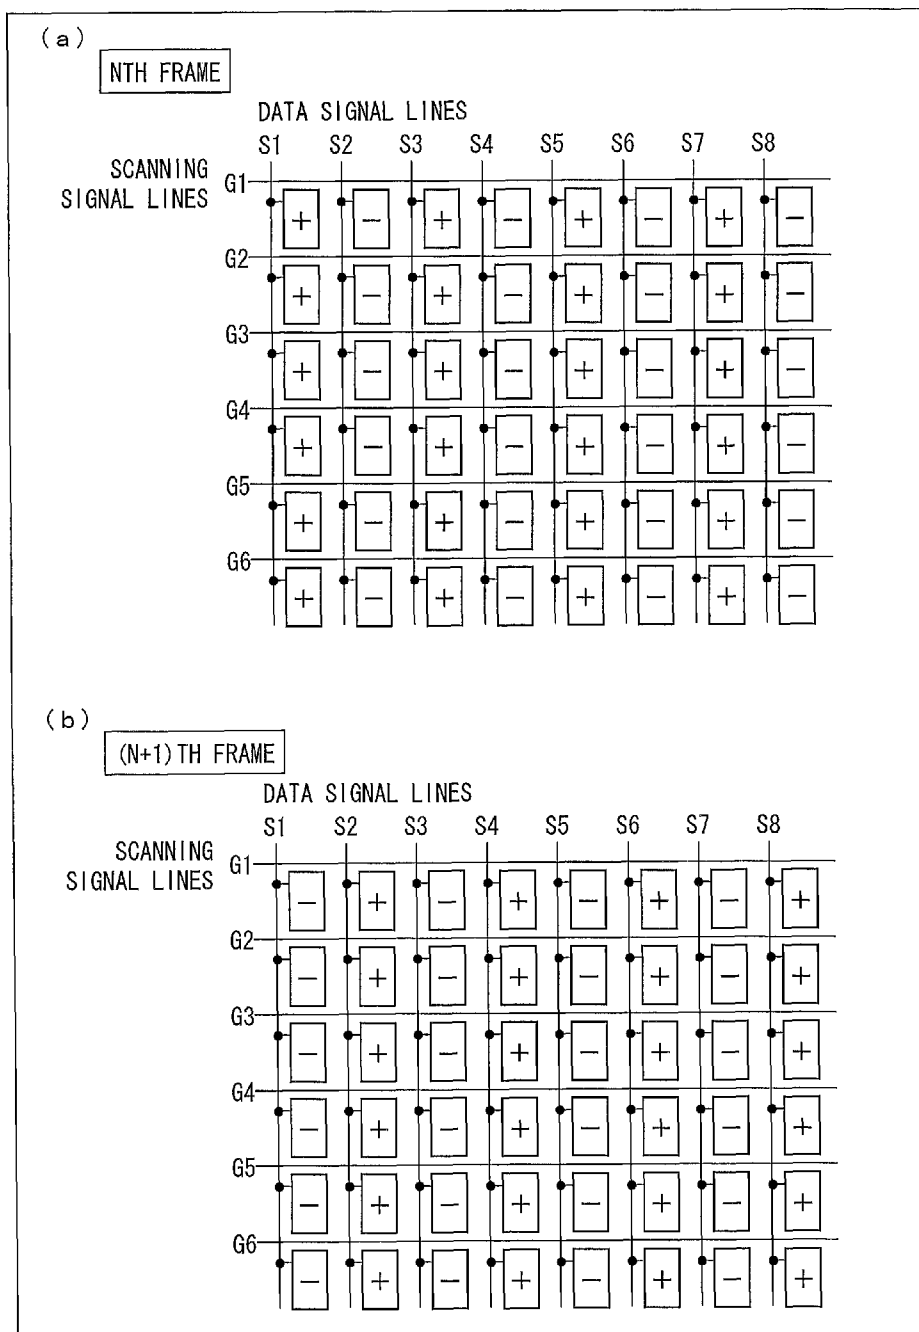 (a)
NTH FRAME
DATA SIGNAL LINES
S1 S2 S3 S4 S5 S6 S7 S8
SCANNING
SIGNAL LINES
G1
+ − + − + − + −
G2
+ − + − + − + −
G3
+ − + − + − + −
G4
+ − + − + − + −
G5
+ − + − + − + −
G6
+ − + − + − + −
(b)
(N+1)TH FRAME
DATA SIGNAL LINES
S1 S2 S3 S4 S5 S6 S7 S8
SCANNING
SIGNAL LINES
G1
− + − + − + − +
G2
− + − + − + − +
G3
− + − + − + − +
G4
− + − + − + − +
G5
− + − + − + − +
G6
− + − + − + − +